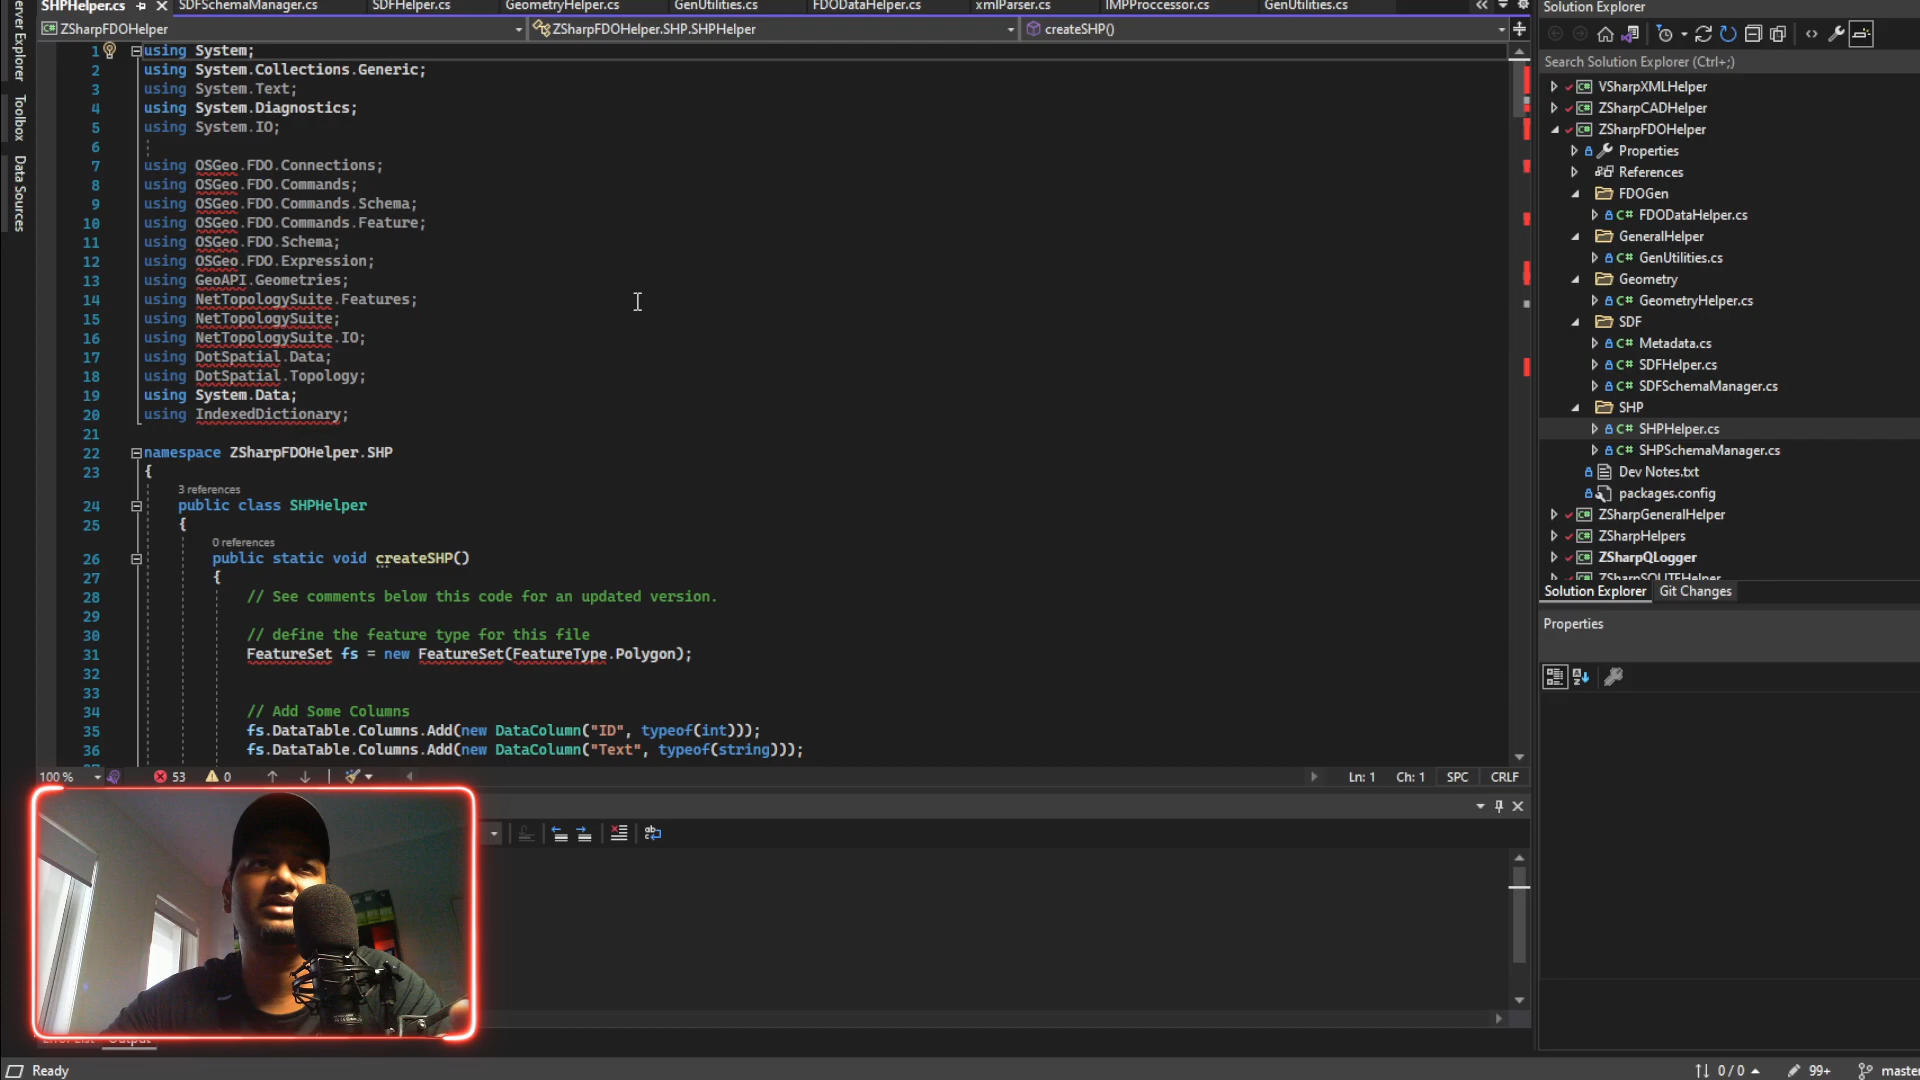 SHPHelper.cs
SDFSchemaManager.cs
SDFHelper.cs
GeometryHelper.cs
GenUtilities.cs
FDODataHelper.cs
xmlParser.cs
IMPProccessor.cs
GenUtilities.cs
ZSharpFDOHelper
ZSharpFDOHelper.SHP.SHPHelper
createSHP()
erver Explorer
Toolbox
Data Sources
1 using System;
2 using System.Collections.Generic;
3 using System.Text;
4 using System.Diagnostics;
5 using System.IO;
6
7 using OSGeo.FDO.Connections;
8 using OSGeo.FDO.Commands;
9 using OSGeo.FDO.Commands.Schema;
10 using OSGeo.FDO.Commands.Feature;
11 using OSGeo.FDO.Schema;
12 using OSGeo.FDO.Expression;
13 using GeoAPI.Geometries;
14 using NetTopologySuite.Features;
15 using NetTopologySuite;
16 using NetTopologySuite.IO;
17 using DotSpatial.Data;
18 using DotSpatial.Topology;
19 using System.Data;
20 using IndexedDictionary;
21
22 namespace ZSharpFDOHelper.SHP
23 {
3 references
24 public class SHPHelper
25 {
0 references
26 public static void createSHP()
27 {
28 // See comments below this code for an updated version.
29
30 // define the feature type for this file
31 FeatureSet fs = new FeatureSet(FeatureType.Polygon);
32
33
34 // Add Some Columns
35 fs.DataTable.Columns.Add(new DataColumn("ID", typeof(int)));
36 fs.DataTable.Columns.Add(new DataColumn("Text", typeof(string)));
100 %
53
0
Ln: 1
Ch: 1
SPC
CRLF
Output
Ready
0 / 0
99+
maste
Solution Explorer
Search Solution Explorer (Ctrl+;)
VSharpXMLHelper
ZSharpCADHelper
ZSharpFDOHelper
Properties
References
FDOGen
C# FDODataHelper.cs
GeneralHelper
C# GenUtilities.cs
Geometry
C# GeometryHelper.cs
SDF
C# Metadata.cs
C# SDFHelper.cs
C# SDFSchemaManager.cs
SHP
C# SHPHelper.cs
C# SHPSchemaManager.cs
Dev Notes.txt
packages.config
ZSharpGeneralHelper
ZSharpHelpers
ZSharpQLogger
ZSharpSQLITEHelper
Solution Explorer
Git Changes
Properties